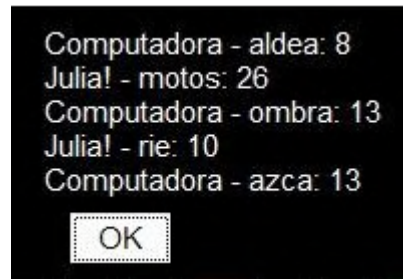 Computadora - aldea: 8
Julia! - motos: 26
Computadora - ombra: 13
Julia! - rie: 10
Computadora - azca: 13
OK